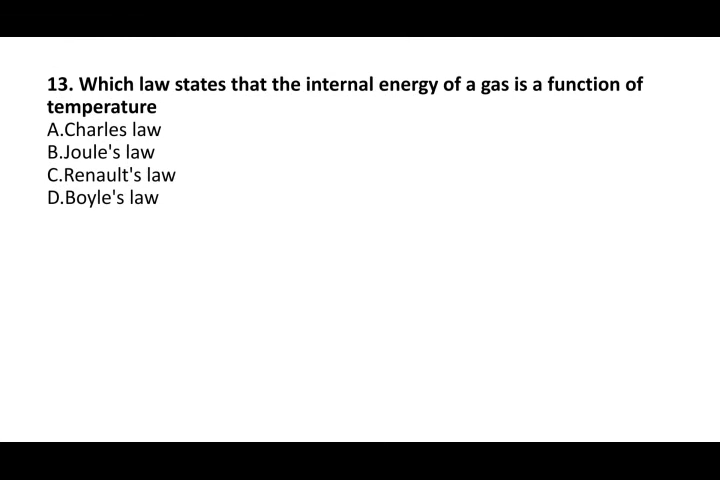 13. Which law states that the internal energy of a gas is a function of
temperature
A.Charles law
B.Joule's law
C.Renault's law
D.Boyle's law